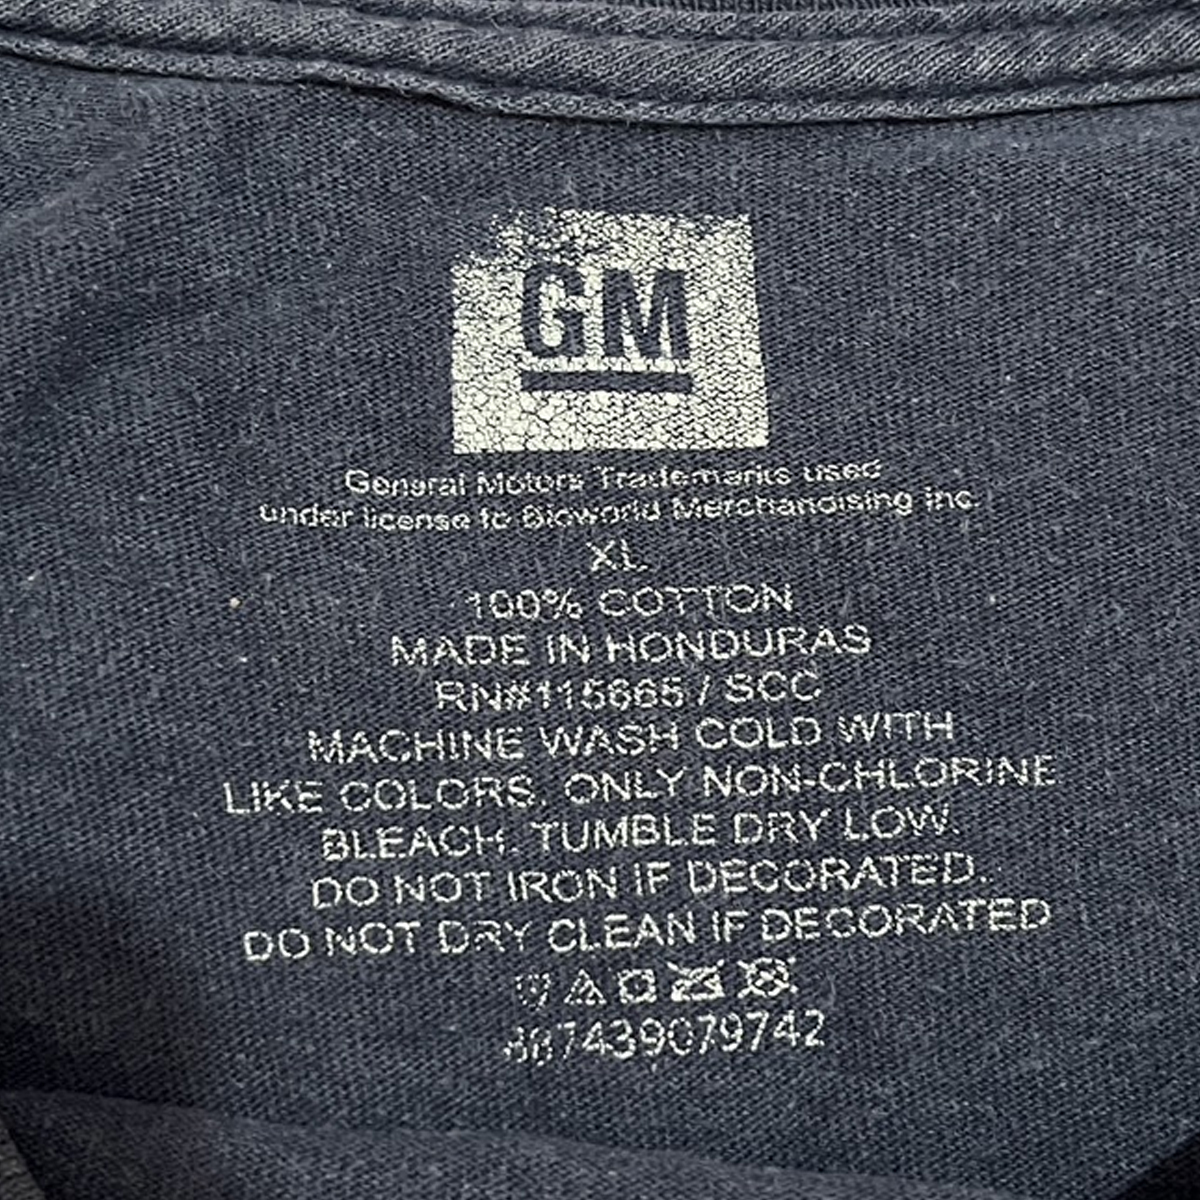 GM
General Motors Trademarks used
under license to Bioworld Merchandising Inc.
XL
100% COTTON
MADE IN HONDURAS
RN#115665 / SCC
MACHINE WASH COLD WITH
LIKE COLORS. ONLY NON-CHLORINE
BLEACH. TUMBLE DRY LOW.
DO NOT IRON IF DECORATED.
DO NOT DRY CLEAN IF DECORATED
887439079742